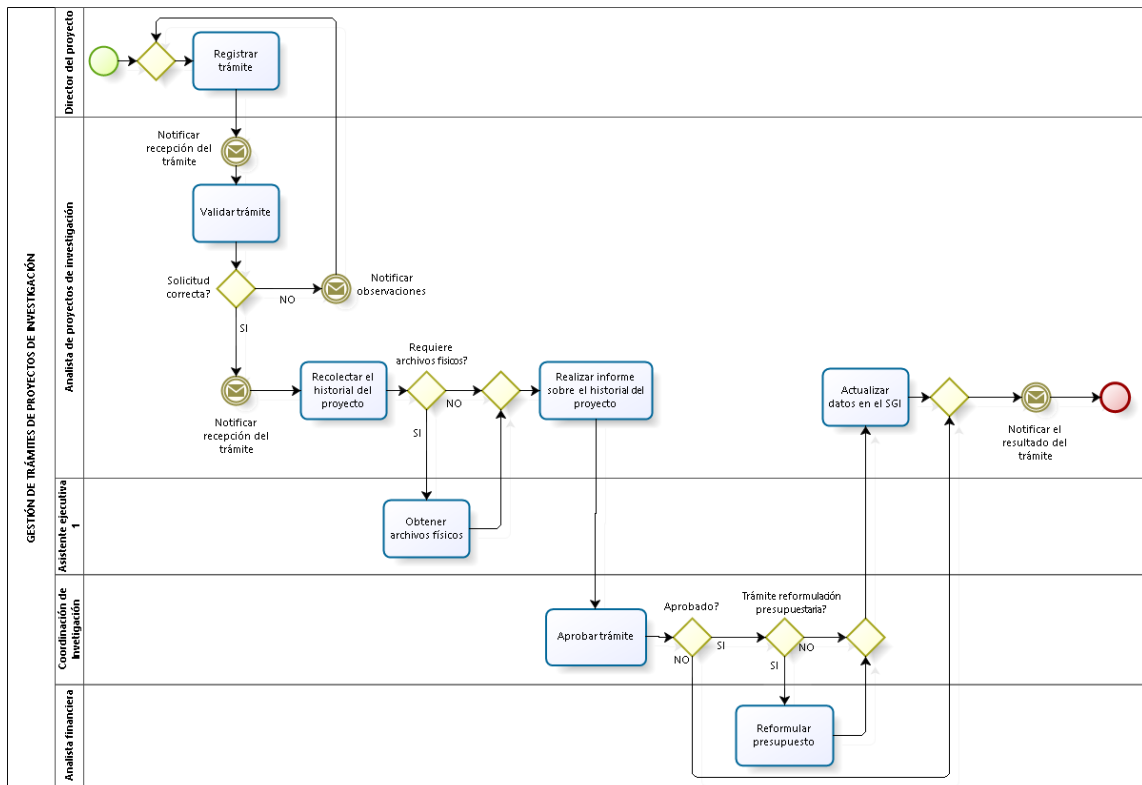 GESTIÓN DE TRÁMITES DE PROYECTOS DE INVESTIGACIÓN
Director del proyecto
Registrar
trámite
Analista de proyectos de investigación
Notificar
recepción del
trámite
Validar trámite
Solicitud
correcta?
NO
Notificar
observaciones
SI
Notificar
recepción del
trámite
Recolectar el
historial del
proyecto
Requiere
archivos físicos?
NO
SI
Realizar informe
sobre el historial del
proyecto
Actualizar
datos en el SGI
Notificar el
resultado del
trámite
Asistente ejecutiva
1
Obtener
archivos físicos
Coordinación de
Invetigación
Aprobar trámite
Aprobado?
SI
NO
Trámite reformulación
presupuestaria?
NO
SI
Analista financiera
Reformular
presupuesto